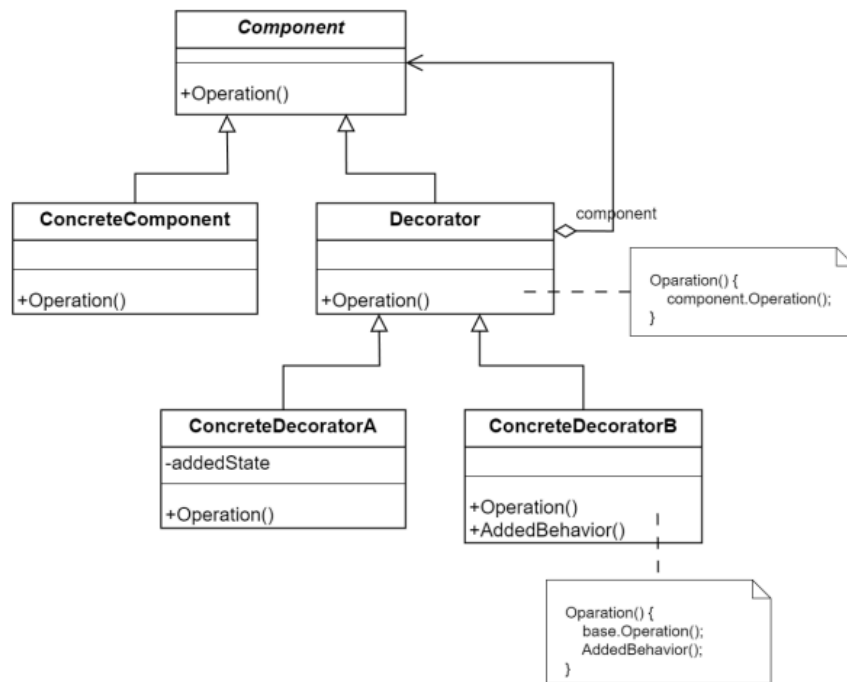 Component
+Operation()
ConcreteComponent
+Operation()
Decorator
+Operation()
component
Oparation() {
component.Operation();
}
ConcreteDecoratorA
-addedState
+Operation()
ConcreteDecoratorB
+Operation()
+AddedBehavior()
Oparation() {
base.Operation();
AddedBehavior();
}